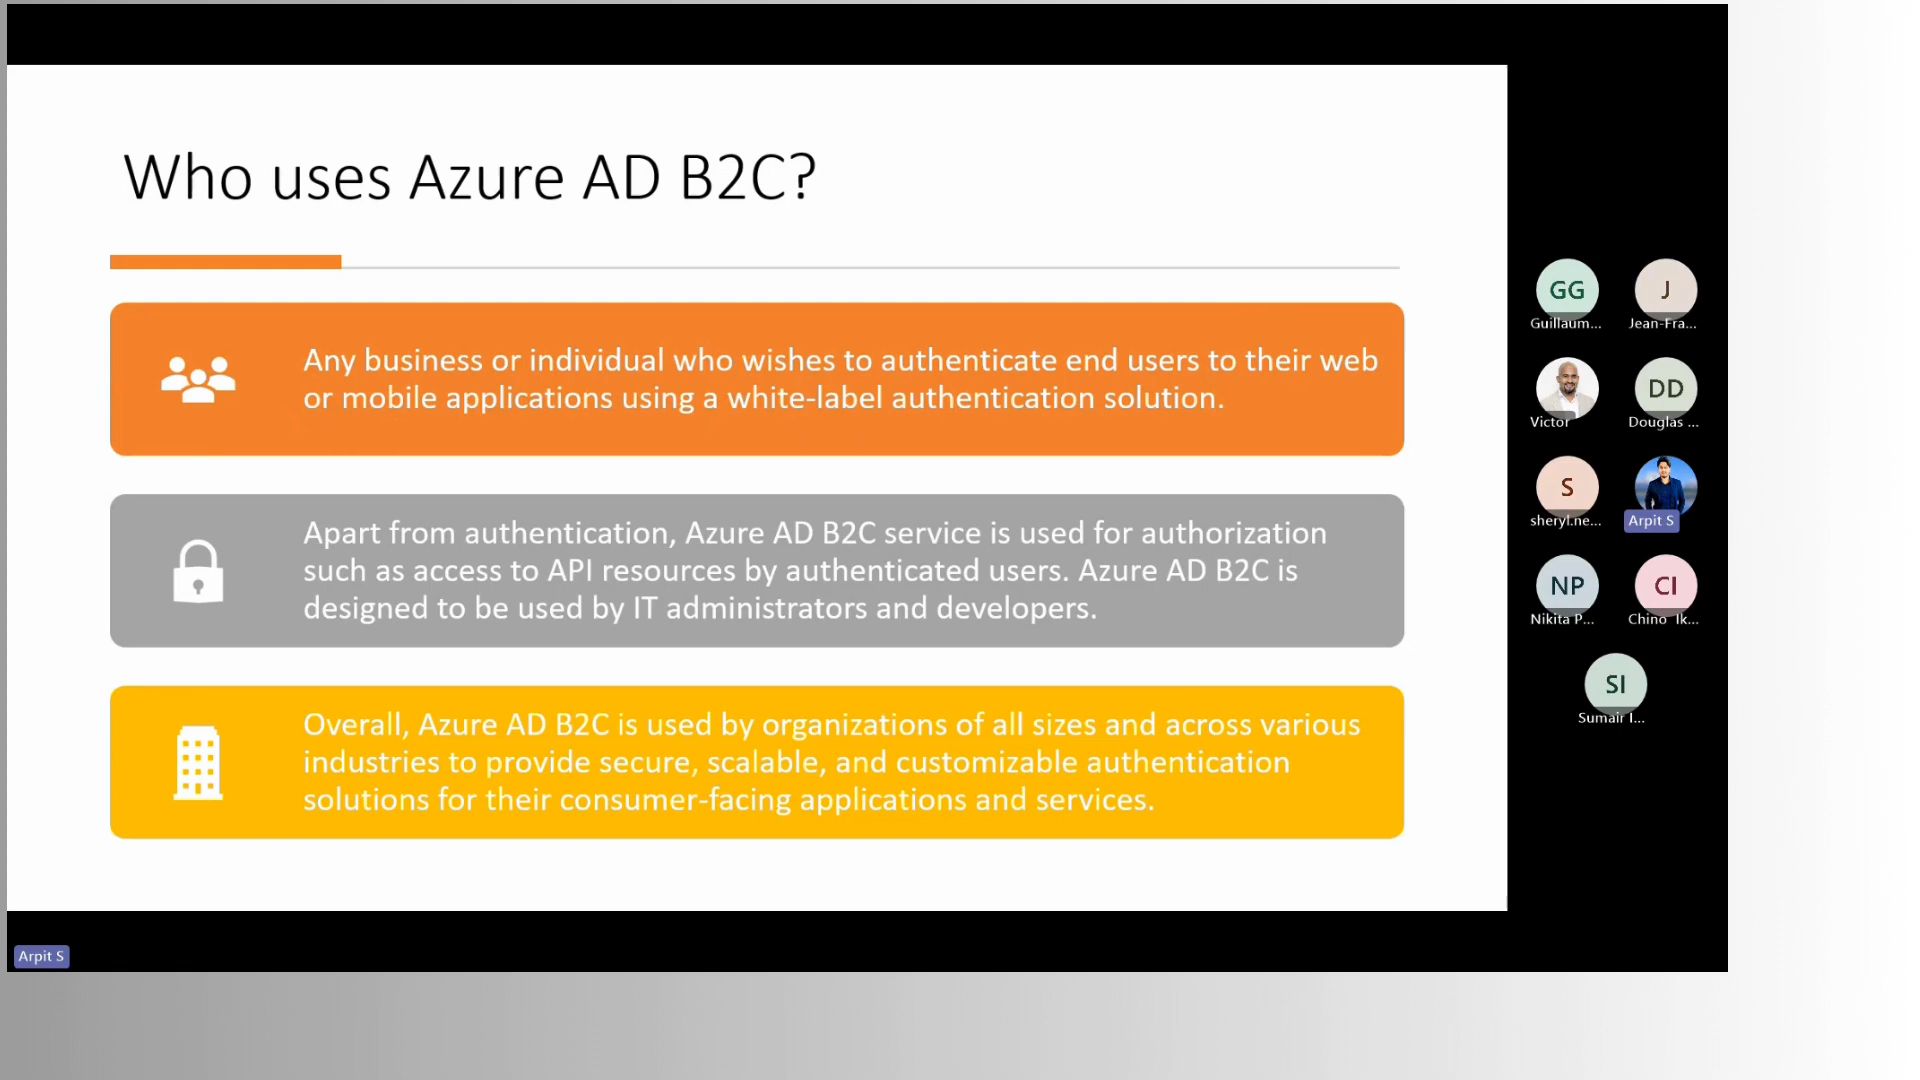 Who uses Azure AD B2C?
Any business or individual who wishes to authenticate end users to their web
or mobile applications using a white-label authentication solution.
Apart from authentication, Azure AD B2C service is used for authorization
such as access to API resources by authenticated users. Azure AD B2C is
designed to be used by IT administrators and developers.
Overall, Azure AD B2C is used by organizations of all sizes and across various
industries to provide secure, scalable, and customizable authentication
solutions for their consumer-facing applications and services.
GG
Guillaum...
J
Jean-Fra...
Victor
DD
Douglas ...
S
sheryl.ne...
Arpit S
NP
Nikita P...
CI
Chino Ik...
SI
Sumair I...
Arpit S